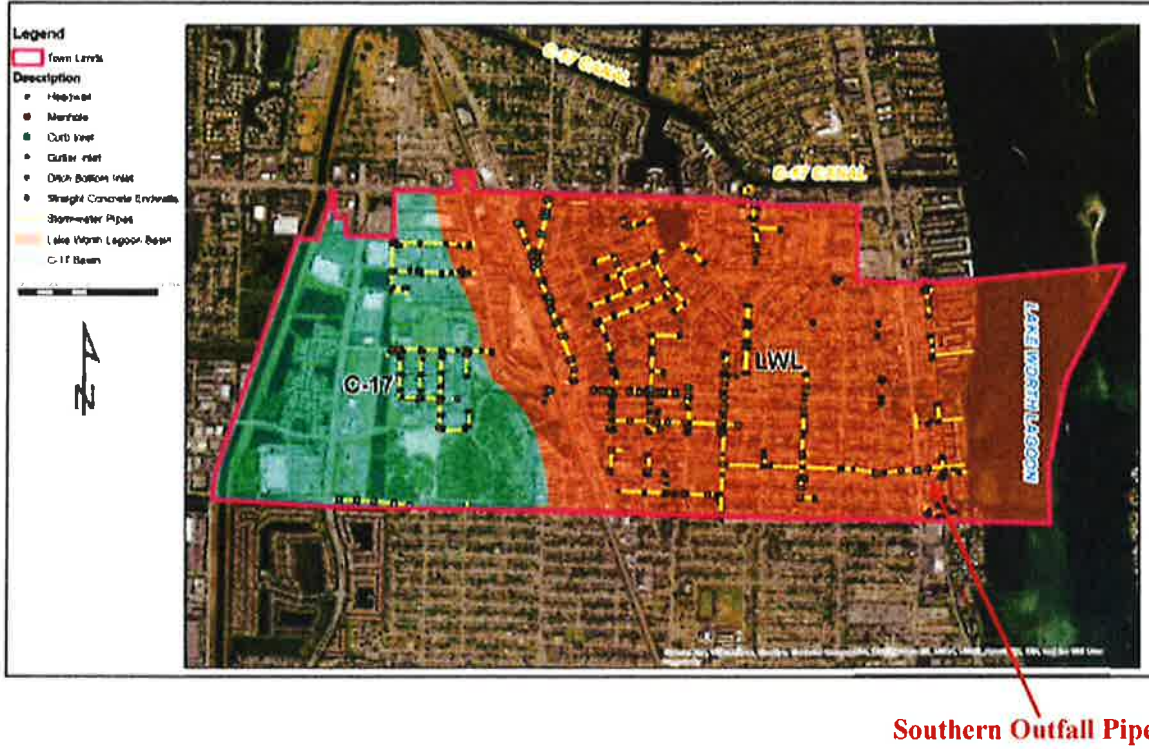 Legend
Town Limits
Description
Headwall
Manhole
Curb Inlet
Gutter Inlet
Ditch Bottom Inlet
Straight Concrete Endwalls
Stormwater Pipes
Lake Worth Lagoon Basin
C-17 Basin
N
C-17 CANAL
C-17 CANAL
C-17
LWL
LAKE WORTH LAGOON
Southern Outfall Pipe